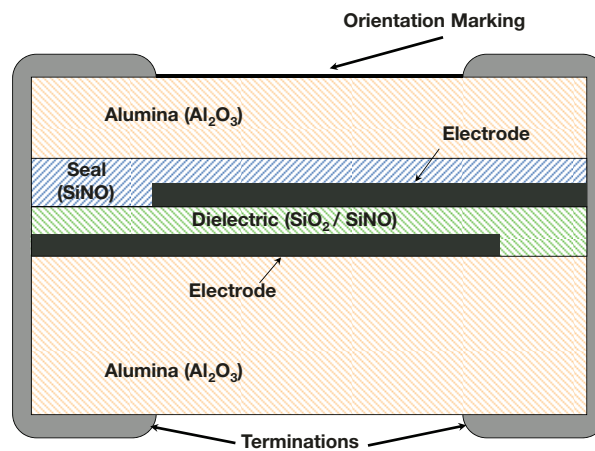 Orientation Marking
Alumina (Al₂O₃)
Electrode
Seal
(SiNO)
Dielectric (SiO₂ / SiNO)
Electrode
Alumina (Al₂O₃)
Terminations